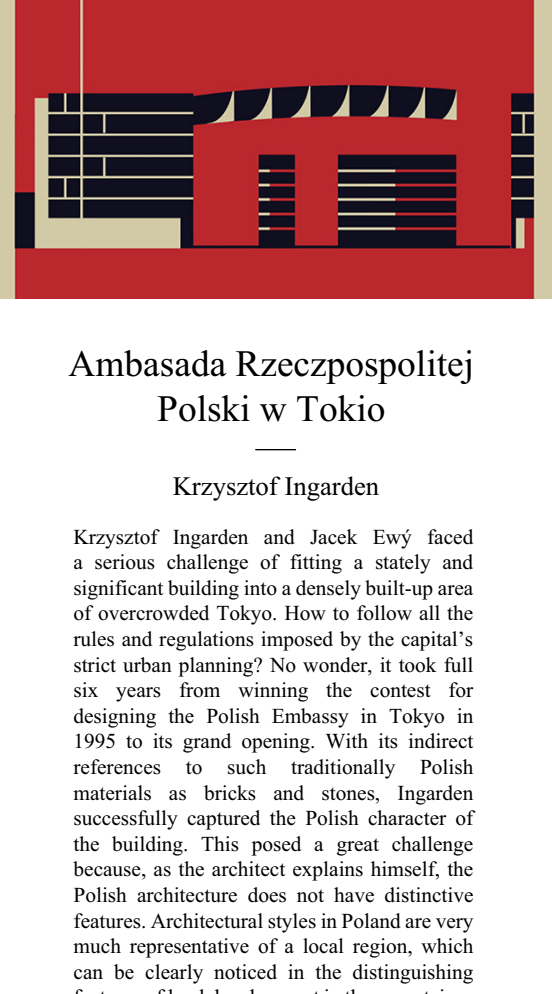 Ambasada Rzeczpospolitej
Polski w Tokio
Krzysztof Ingarden
Krzysztof Ingarden and Jacek Ewý faced
a serious challenge of fitting a stately and
significant building into a densely built-up area
of overcrowded Tokyo. How to follow all the
rules and regulations imposed by the capital’s
strict urban planning? No wonder, it took full
six years from winning the contest for
designing the Polish Embassy in Tokyo in
1995 to its grand opening. With its indirect
references to such traditionally Polish
materials as bricks and stones, Ingarden
successfully captured the Polish character of
the building. This posed a great challenge
because, as the architect explains himself, the
Polish architecture does not have distinctive
features. Architectural styles in Poland are very
much representative of a local region, which
can be clearly noticed in the distinguishing